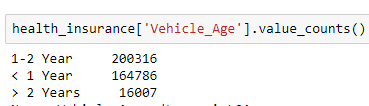 health_insurance['Vehicle_Age'].value_counts()
1-2 Year     200316
< 1 Year     164786
> 2 Years     16007